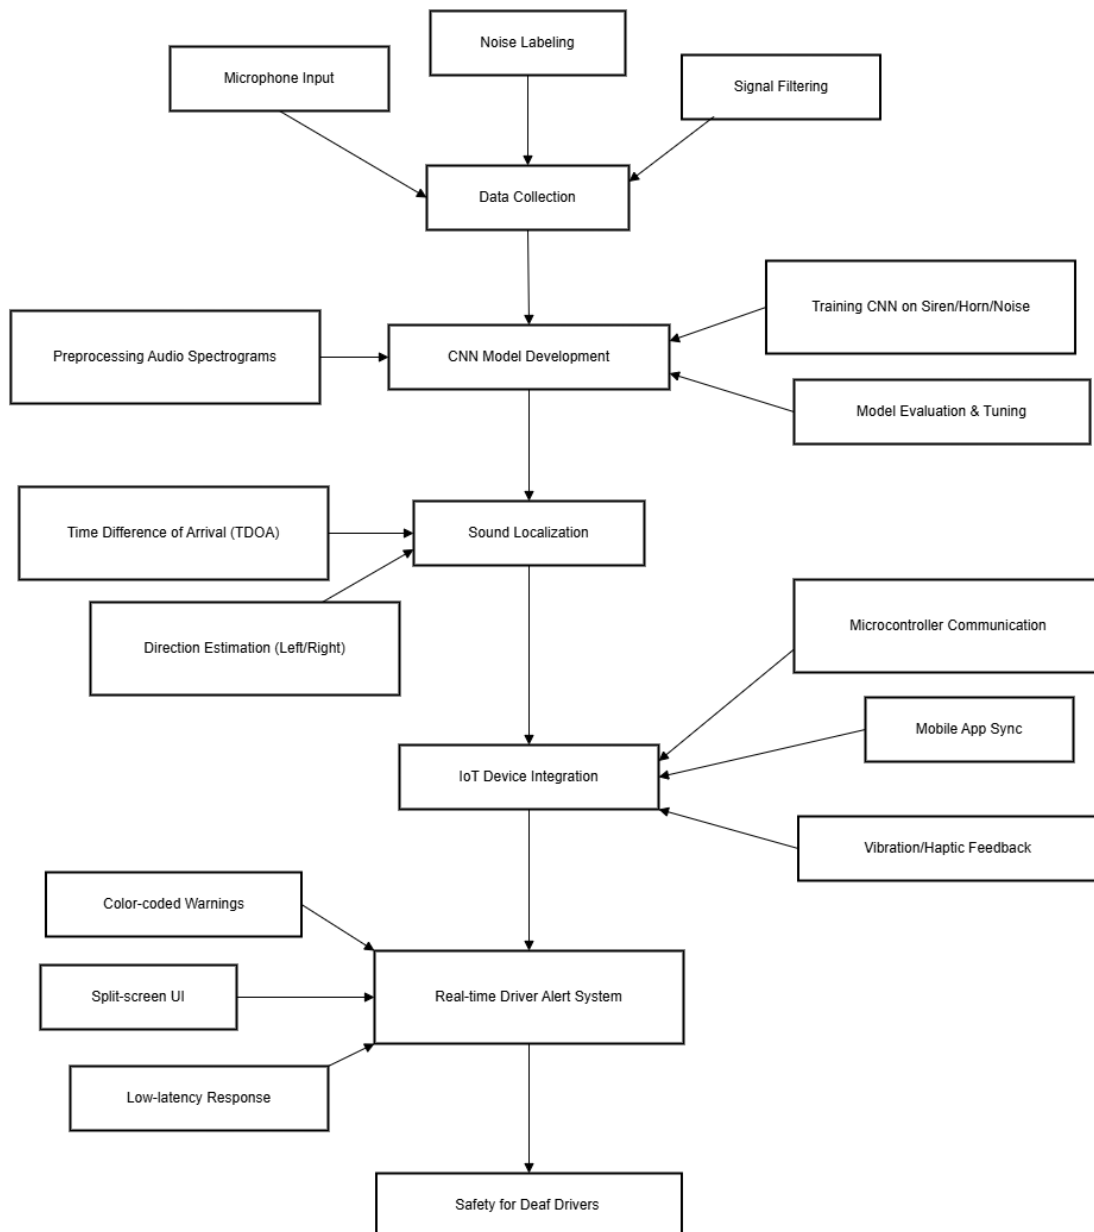 Noise Labeling
Microphone Input
Signal Filtering
Data Collection
Training CNN on Siren/Horn/Noise
Preprocessing Audio Spectrograms
CNN Model Development
Model Evaluation & Tuning
Time Difference of Arrival (TDOA)
Sound Localization
Direction Estimation (Left/Right)
Microcontroller Communication
Mobile App Sync
IoT Device Integration
Vibration/Haptic Feedback
Color-coded Warnings
Split-screen UI
Real-time Driver Alert System
Low-latency Response
Safety for Deaf Drivers